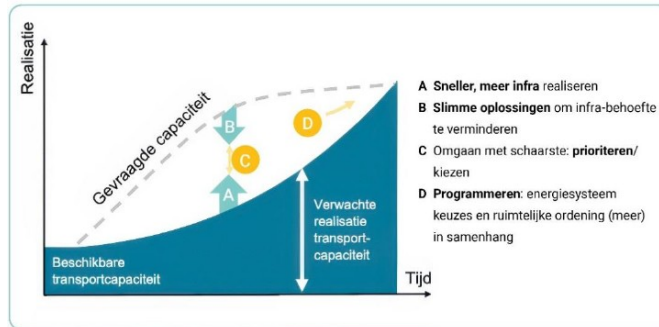 Realisatie
Gevraagde capaciteit
B
C
A
D
Beschikbare
transportcapaciteit
Verwachte
realisatie
transport-
capaciteit
Tijd
A Sneller, meer infra realiseren
B Slimme oplossingen om infra-behoefte
te verminderen
C Omgaan met schaarste: prioriteren/
kiezen
D Programmeren: energiesysteem
keuzes en ruimtelijke ordening (meer)
in samenhang